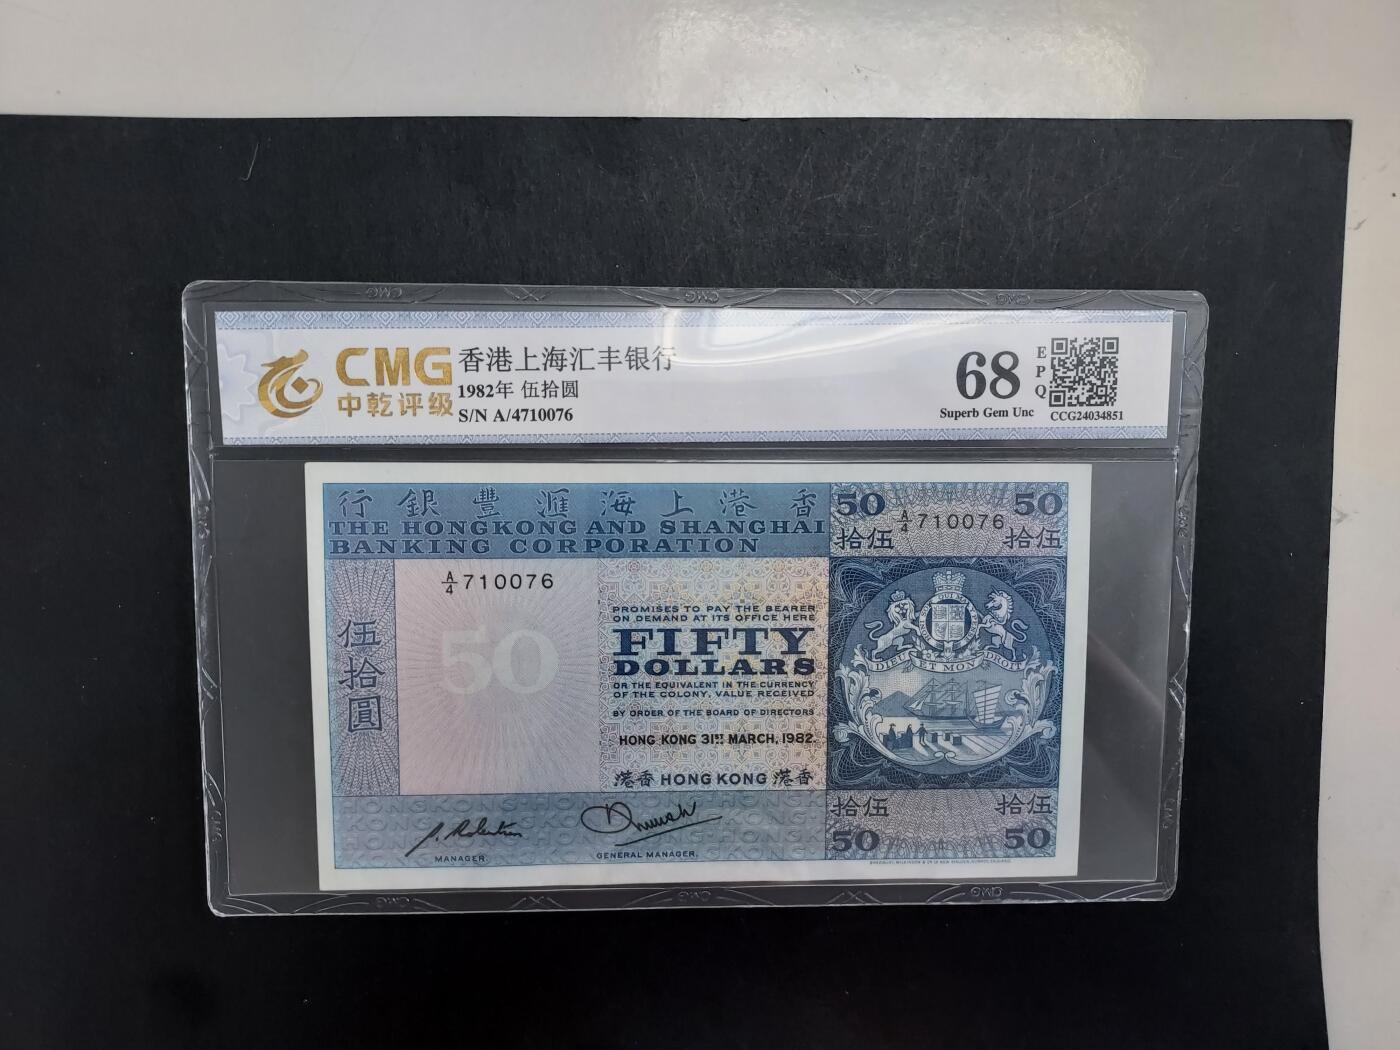 CMG
中乾评级
香港上海汇丰银行
1982年 伍拾圆
S/N A/4710076
68
EPQ
Superb Gem Unc
CCG24034851
行銀豐滙海上港香
THE HONGKONG AND SHANGHAI
BANKING CORPORATION
50 50
A/4 710076
拾伍 拾伍
A/4 710076
伍拾圓
50
PROMISES TO PAY THE BEARER
ON DEMAND AT ITS OFFICE HERE
FIFTY
DOLLARS
OR THE EQUIVALENT IN THE CURRENCY
OF THE COLONY, VALUE RECEIVED
BY ORDER OF THE BOARD OF DIRECTORS
HONG KONG 31ST MARCH, 1982.
港香 HONG KONG 港香
DIEU ET MON DROIT
MANAGER.
GENERAL MANAGER.
拾伍 拾伍
50 50